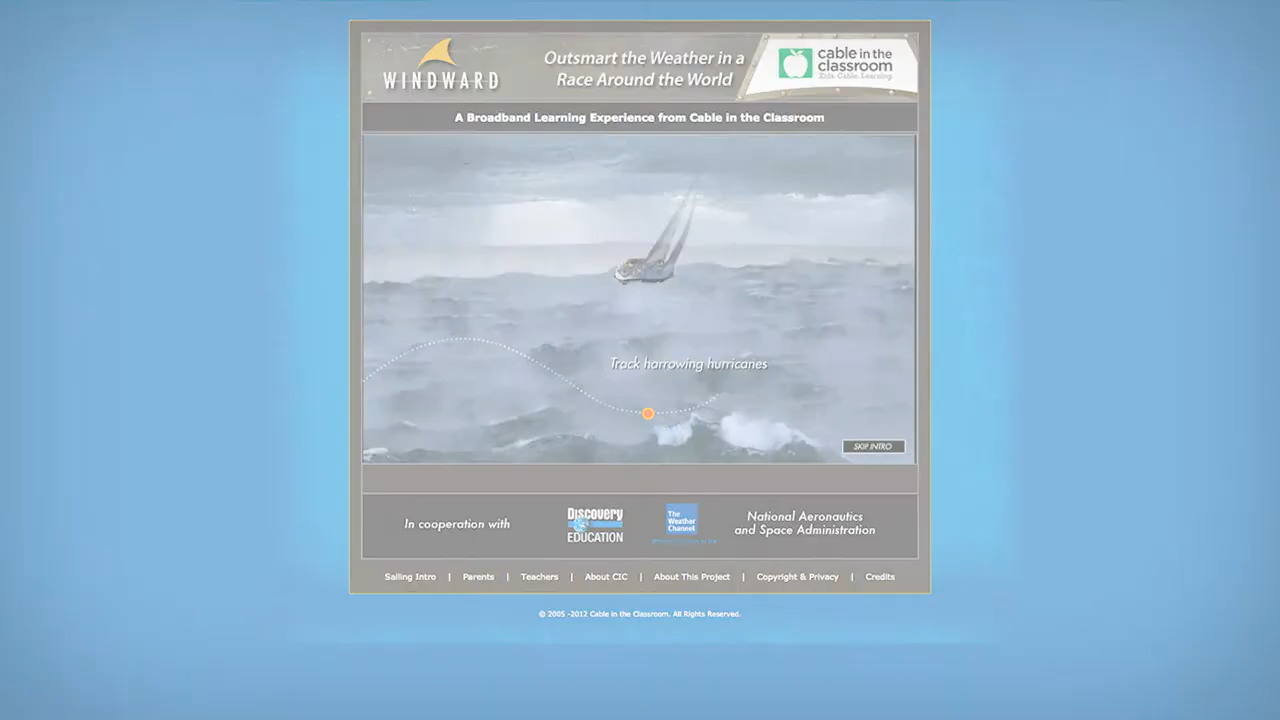 WINDWARD
Outsmart the Weather in a
Race Around the World
cable in the
classroom
Kids. Cable. Learning.
A Broadband Learning Experience from Cable in the Classroom
Track harrowing hurricanes
SKIP INTRO
In cooperation with
Discovery
EDUCATION
The
Weather
Channel
National Aeronautics
and Space Administration
Sailing Intro | Parents | Teachers | About CIC | About This Project | Copyright & Privacy | Credits
© 2005 -2012 Cable in the Classroom. All Rights Reserved.